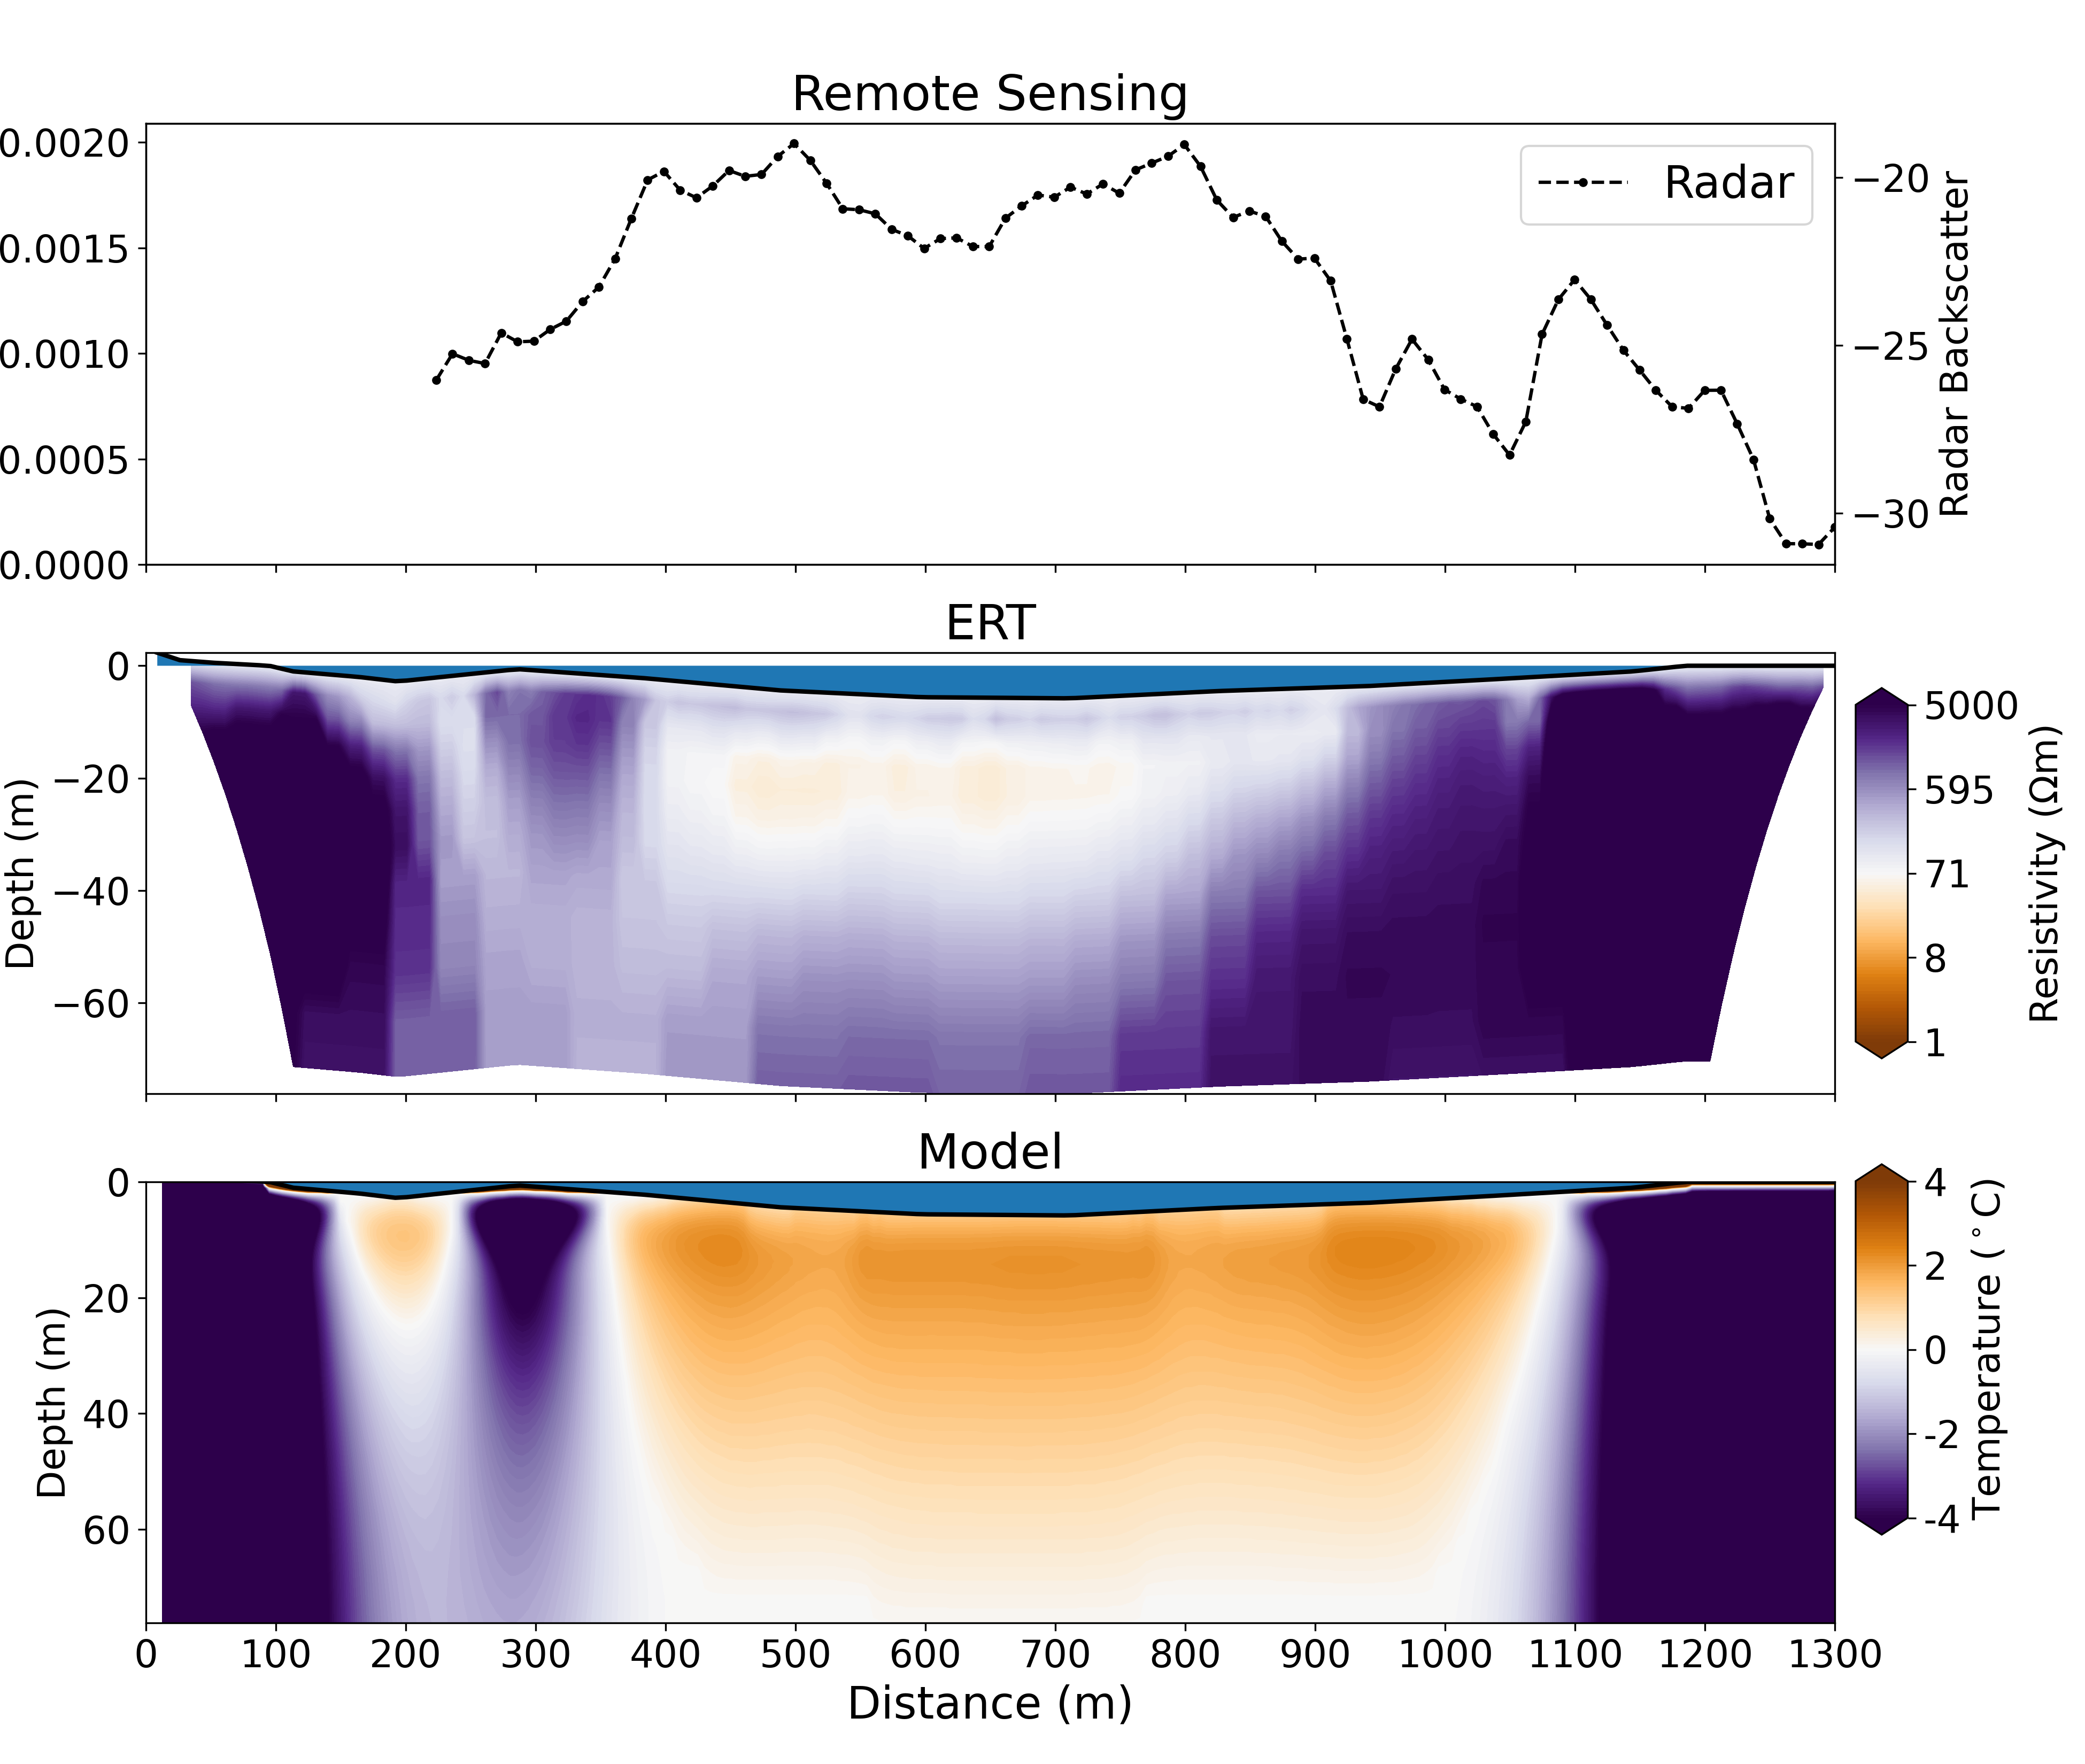 Remote Sensing
0.0020
0.0015
0.0010
0.0005
0.0000
Radar
−20
−25
−30
Radar Backscatter
ERT
0
−20
−40
−60
Depth (m)
5000
595
71
8
1
Resistivity (Ωm)
Model
0
20
40
60
Depth (m)
4
2
0
-2
-4
Temperature (°C)
0 100 200 300 400 500 600 700 800 900 1000 1100 1200 1300
Distance (m)